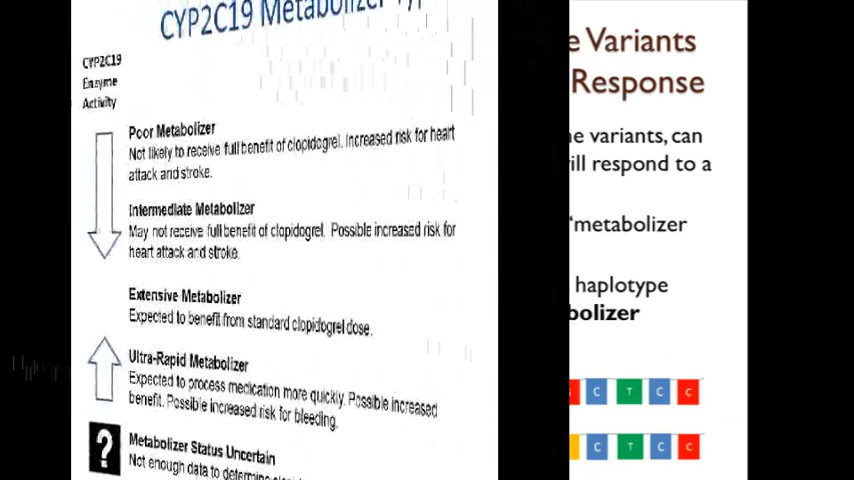 CYP2C19 Metabolizer
CYP2C19
Enzyme
Activity
Poor Metabolizer
Not likely to receive full benefit of clopidogrel. Increased risk for heart
attack and stroke.
Intermediate Metabolizer
May not receive full benefit of clopidogrel. Possible increased risk for
heart attack and stroke.
Extensive Metabolizer
Expected to benefit from standard clopidogrel dose.
Ultra-Rapid Metabolizer
Expected to process medication more quickly. Possible increased
benefit. Possible increased risk for bleeding.
?
Metabolizer Status Uncertain
Not enough data to determine
e Variants
Response
ne variants, can
ill respond to a
"metabolizer
haplotype
bolizer
C T C C
C T C C